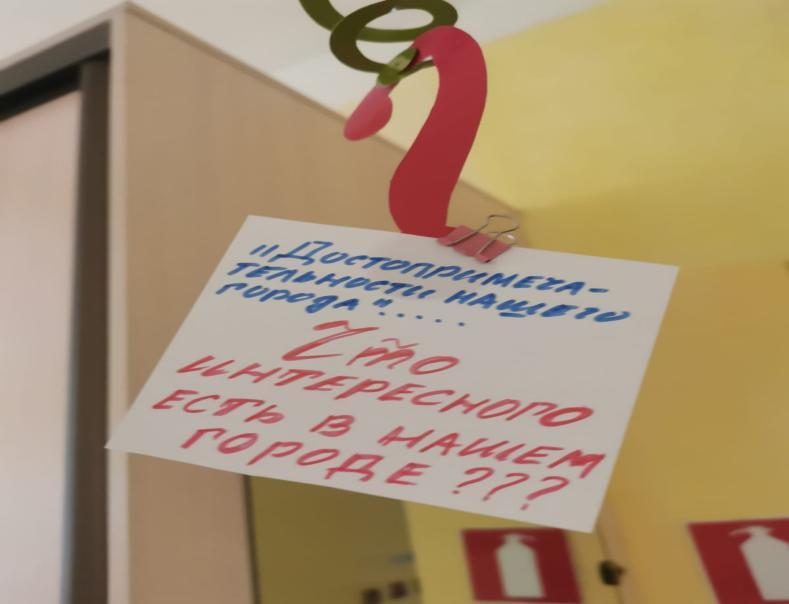 "Достопримеча-
тельности нашего
города".....
Что
интересного
есть в нашем
городе ???